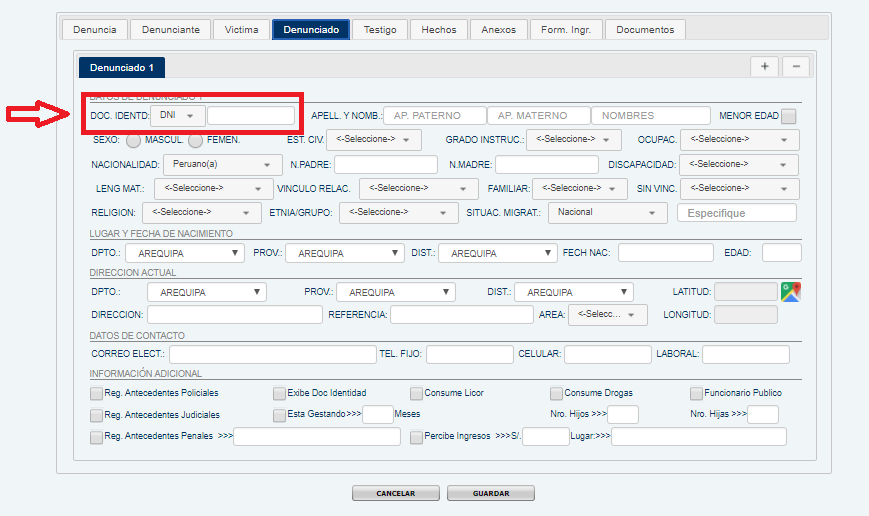 Denuncia Denunciante Victima Denunciado Testigo Hechos Anexos Form. Ingr. Documentos
Denunciado 1 + −
DATOS DE DENUNCIADO 1
DOC. IDENTD: DNI APELL. Y NOMB.: AP. PATERNO AP. MATERNO NOMBRES MENOR EDAD
SEXO: MASCUL. FEMEN. EST. CIV. <-Seleccione-> GRADO INSTRUC.: <-Seleccione-> OCUPAC. <-Seleccione->
NACIONALIDAD: Peruano(a) N.PADRE: N.MADRE: DISCAPACIDAD: <-Seleccione->
LENG MAT.: <-Seleccione-> VINCULO RELAC. <-Seleccione-> FAMILIAR: <-Seleccione-> SIN VINC. <-Seleccione->
RELIGION: <-Seleccione-> ETNIA/GRUPO: <-Seleccione-> SITUAC. MIGRAT.: Nacional Especifique
LUGAR Y FECHA DE NACIMIENTO
DPTO.: AREQUIPA PROV.: AREQUIPA DIST.: AREQUIPA FECH NAC: EDAD:
DIRECCION ACTUAL
DPTO.: AREQUIPA PROV.: AREQUIPA DIST.: AREQUIPA LATITUD:
DIRECCION: REFERENCIA: AREA: <-Selecc... LONGITUD:
DATOS DE CONTACTO
CORREO ELECT.: TEL. FIJO: CELULAR: LABORAL:
INFORMACIÓN ADICIONAL
Reg. Antecedentes Policiales Exibe Doc Identidad Consume Licor Consume Drogas Funcionario Publico
Reg. Antecedentes Judiciales Esta Gestando>>> Meses Nro. Hijos >>> Nro. Hijas >>>
Reg. Antecedentes Penales >>> Percibe Ingresos >>>S/. Lugar:>>>
CANCELAR GUARDAR